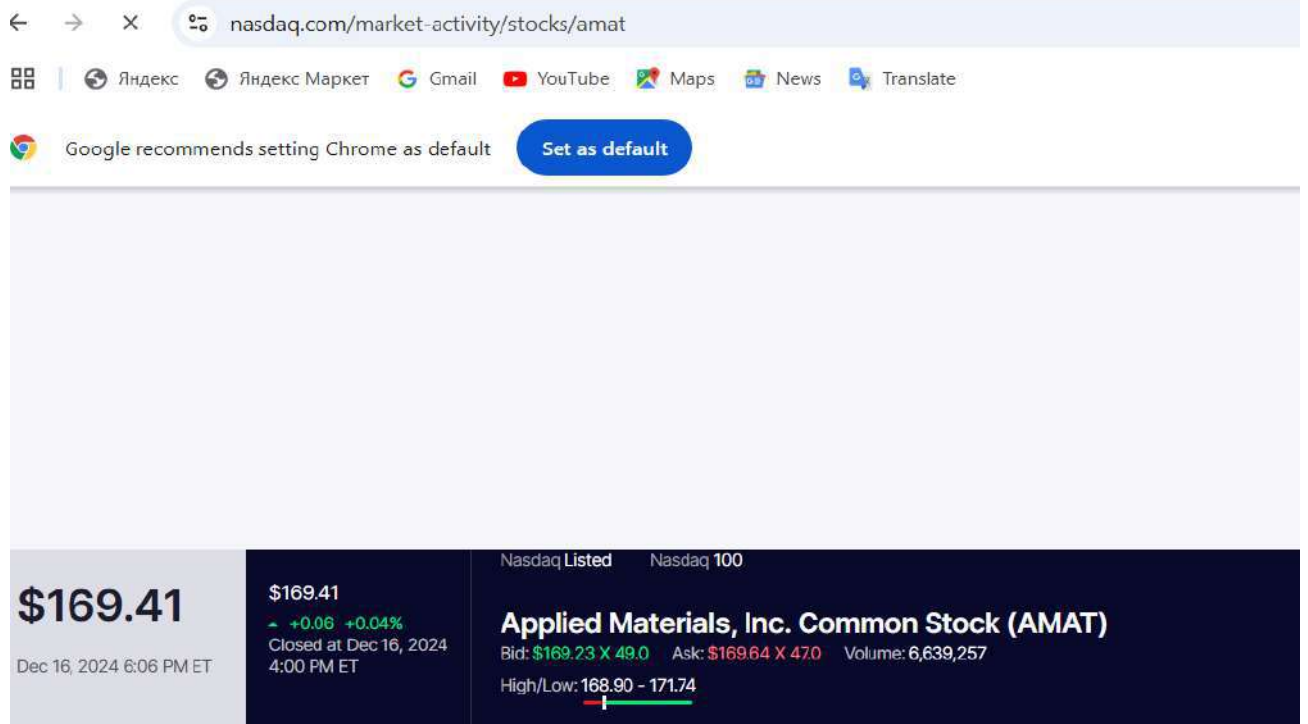 nasdaq.com/market-activity/stocks/amat
Яндекс Яндекс Маркет Gmail YouTube Maps News Translate
Google recommends setting Chrome as default Set as default
$169.41
Dec 16, 2024 6:06 PM ET
$169.41
+0.06 +0.04%
Closed at Dec 16, 2024
4:00 PM ET
Nasdaq Listed Nasdaq 100
Applied Materials, Inc. Common Stock (AMAT)
Bid: $169.23 X 49.0 Ask: $169.64 X 47.0 Volume: 6,639,257
High/Low: 168.90 - 171.74